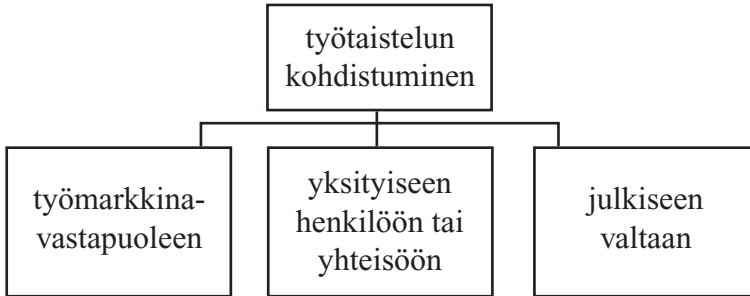 työtaistelun
kohdistuminen
työmarkkina-
vastapuoleen
yksityiseen
henkilöön tai
yhteisöön
julkiseen
valtaan